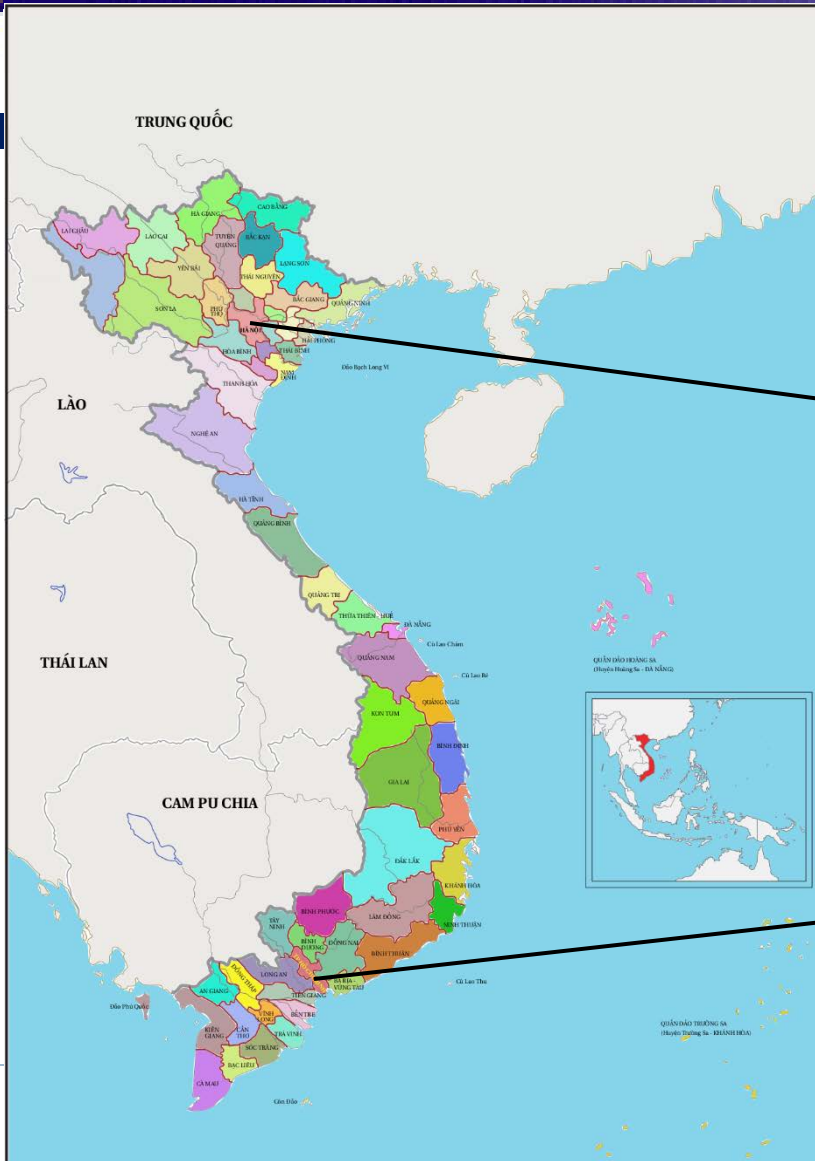 TRUNG QUỐC
HÀ GIANG
CAO BẰNG
LAI CHÂU
LÀO CAI
TUYÊN
QUANG
BẮC KẠN
LẠNG SƠN
YÊN BÁI
THÁI NGUYÊN
BẮC GIANG
QUẢNG NINH
SƠN LA
PHÚ
THỌ
HÀ NỘI
HẢI PHÒNG
HÒA BÌNH
THÁI BÌNH
NAM
ĐỊNH
Đảo Bạch Long Vĩ
THANH HÓA
LÀO
NGHỆ AN
HÀ TĨNH
QUẢNG BÌNH
QUẢNG TRỊ
THỪA THIÊN - HUẾ
ĐÀ NẴNG
Cù Lao Chàm
THÁI LAN
QUẢNG NAM
QUẦN ĐẢO HOÀNG SA
(Huyện Hoàng Sa - ĐÀ NẴNG)
Cù Lao Bé
QUẢNG NGÃI
KON TUM
BÌNH ĐỊNH
GIA LAI
CAM PU CHIA
PHÚ YÊN
ĐẮK LẮK
KHÁNH HÒA
BÌNH PHƯỚC
LÂM ĐỒNG
NINH THUẬN
TÂY
NINH
BÌNH
DƯƠNG
ĐỒNG NAI
BÌNH THUẬN
LONG AN
BÀ RỊA -
VŨNG TÀU
Cù Lao Thu
ĐỒNG THÁP
AN GIANG
TIỀN GIANG
Đảo Phú Quốc
VĨNH
LONG
BẾN TRE
QUẦN ĐẢO TRƯỜNG SA
(Huyện Trường Sa - KHÁNH HÒA)
KIÊN
GIANG
CẦN
THƠ
TRÀ VINH
SÓC TRĂNG
BẠC LIÊU
CÀ MAU
Côn Đảo